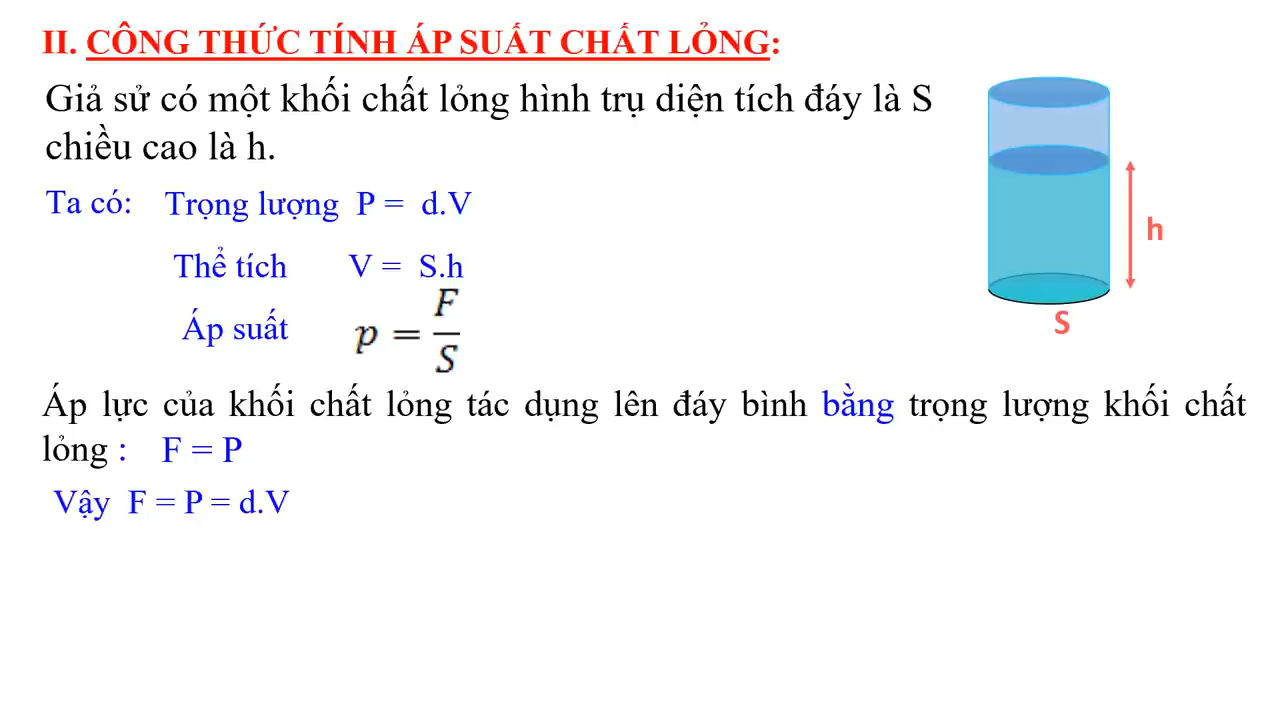 II. CÔNG THỨC TÍNH ÁP SUẤT CHẤT LỎNG:
Giả sử có một khối chất lỏng hình trụ diện tích đáy là S
chiều cao là h.
Ta có: Trọng lượng P = d.V
Thể tích V = S.h
Áp suất p = F/S
h
S
Áp lực của khối chất lỏng tác dụng lên đáy bình bằng trọng lượng khối chất
lỏng : F = P
Vậy F = P = d.V